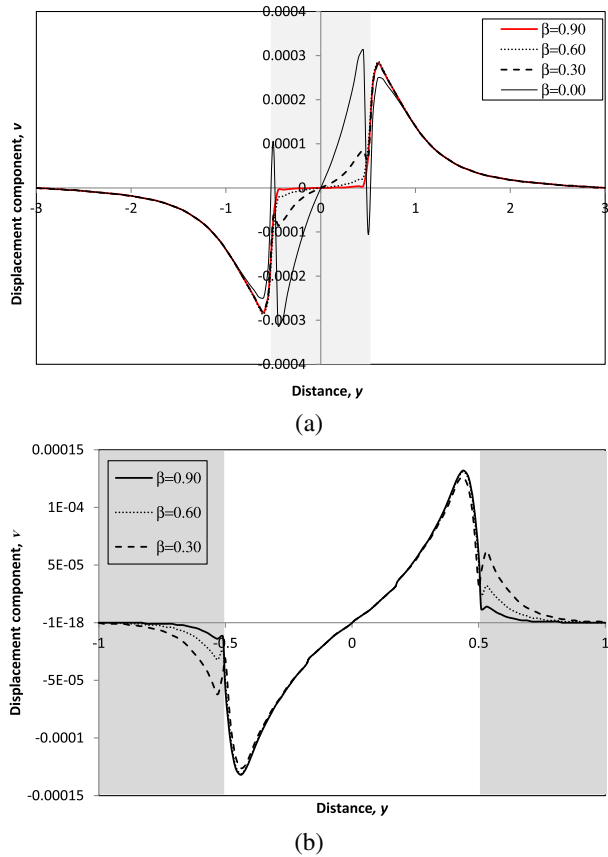 0.0004
0.0003
0.0002
0.0001
0
-0.0001
-0.0002
-0.0003
-0.0004
-3
-2
-1
0
1
2
3
Displacement component, v
Distance, y
β=0.90
β=0.60
β=0.30
β=0.00
(a)
0.00015
1E-04
5E-05
-1E-18
-5E-05
-0.0001
-0.00015
-1
-0.5
0
0.5
1
Displacement component, v
Distance, y
β=0.90
β=0.60
β=0.30
(b)